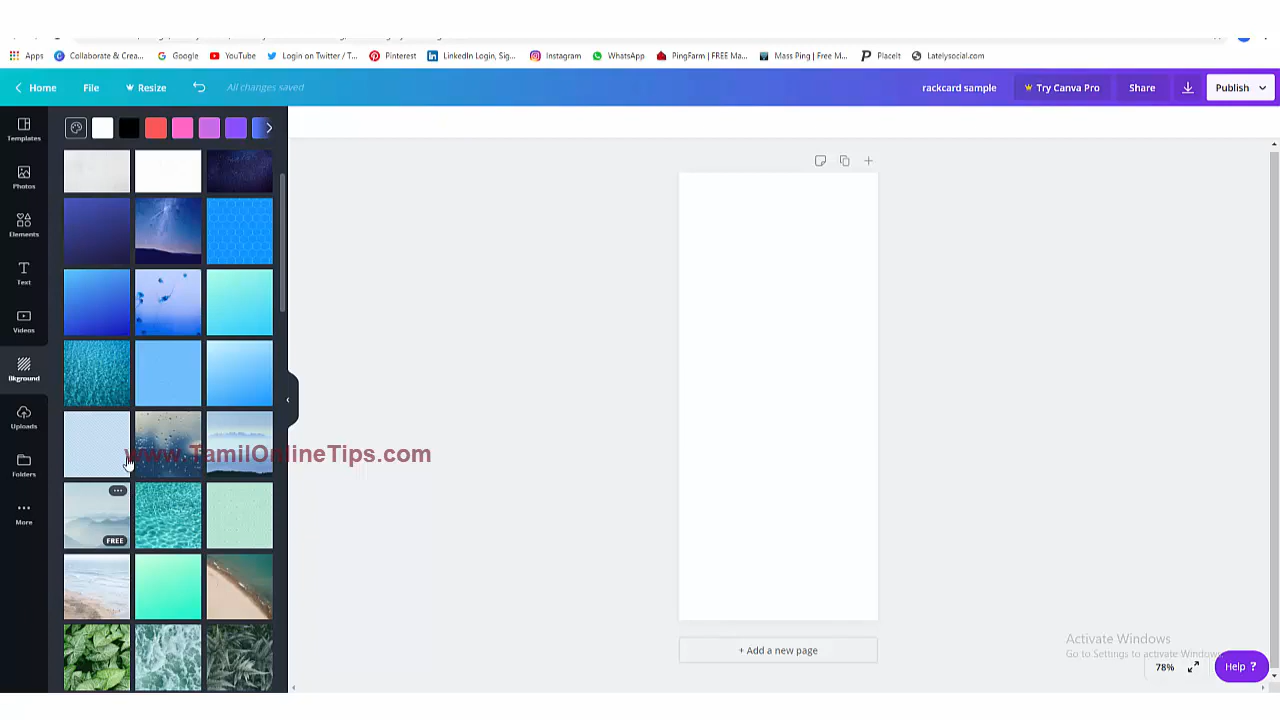 Apps
Collaborate & Crea...
Google
YouTube
Login on Twitter / T...
Pinterest
LinkedIn Login, Sig...
Instagram
WhatsApp
PingFarm | FREE Ma...
Mass Ping | Free M...
PlaceIt
Latelysocial.com
Home
File
Resize
All changes saved
rackcard sample
Try Canva Pro
Share
Publish
Templates
Photos
Elements
Text
Videos
Bkground
Uploads
Folders
More
FREE
www.TamilOnlineTips.com
+ Add a new page
Activate Windows
Go to Settings to activate Windows.
78%
Help ?